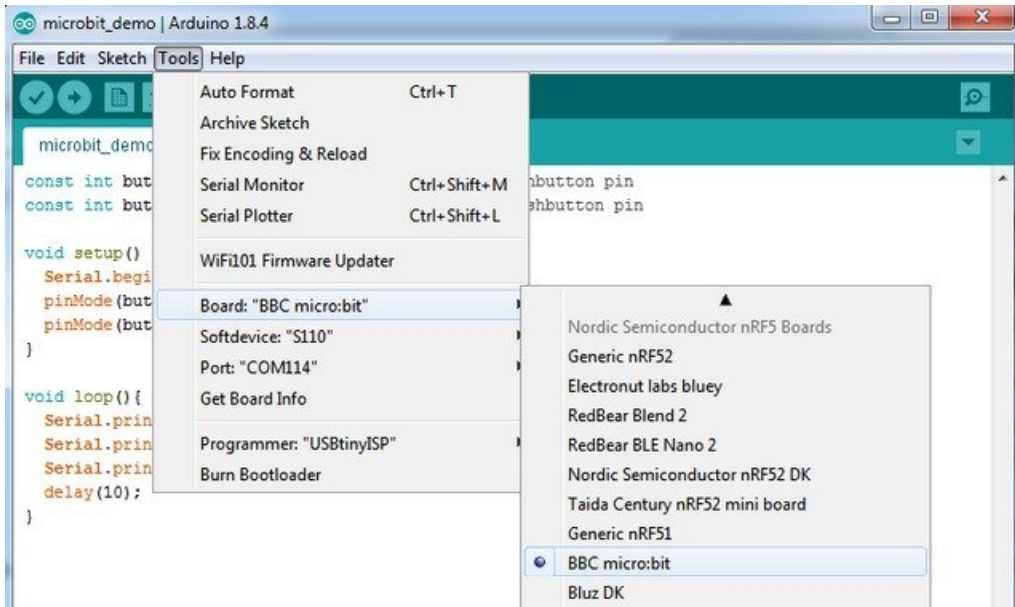 microbit_demo | Arduino 1.8.4
File Edit Sketch Tools Help
microbit_demo
Auto Format Ctrl+T
Archive Sketch
Fix Encoding & Reload
Serial Monitor Ctrl+Shift+M
Serial Plotter Ctrl+Shift+L
WiFi101 Firmware Updater
Board: "BBC micro:bit"
Softdevice: "S110"
Port: "COM114"
Get Board Info
Programmer: "USBtinyISP"
Burn Bootloader
Nordic Semiconductor nRF5 Boards
Generic nRF52
Electronut labs bluey
RedBear Blend 2
RedBear BLE Nano 2
Nordic Semiconductor nRF52 DK
Taida Century nRF52 mini board
Generic nRF51
BBC micro:bit
Bluz DK
const int but hbutton pin
const int but shbutton pin
void setup()
Serial.begi
pinMode(but
pinMode(but
}
void loop(){
Serial.prin
Serial.prin
Serial.prin
delay(10);
}